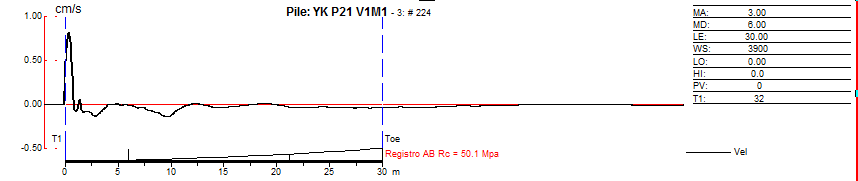 cm/s
Pile: YK P21 V1M1 - 3: # 224
1.00
0.50
0.00
-0.50
T1
Toe
Registro AB Rc = 50.1 Mpa
0 5 10 15 20 25 30 m
MA: 3.00
MD: 6.00
LE: 30.00
WS: 3900
LO: 0.00
HI: 0.0
PV: 0
T1: 32
Vel